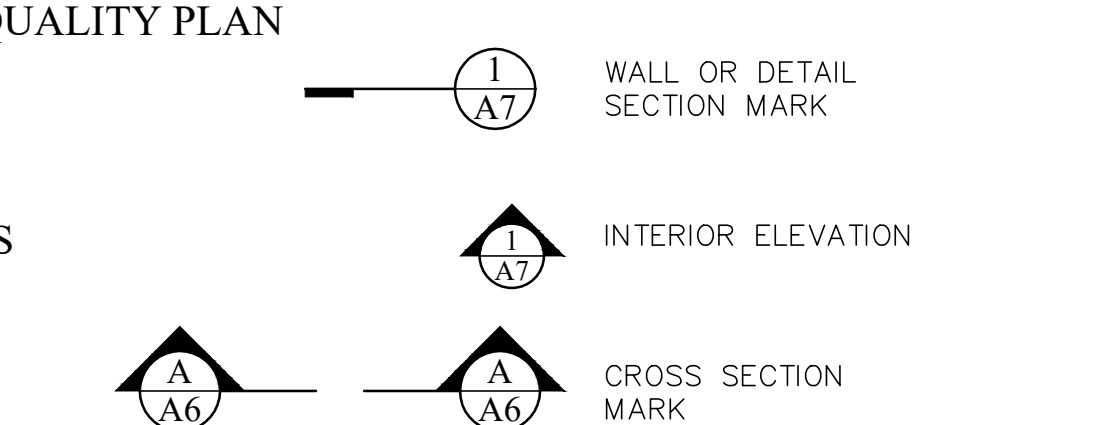 QUALITY PLAN
1
A7
WALL OR DETAIL
SECTION MARK
S
1
A7
INTERIOR ELEVATION
A
A6
A
A6
CROSS SECTION
MARK